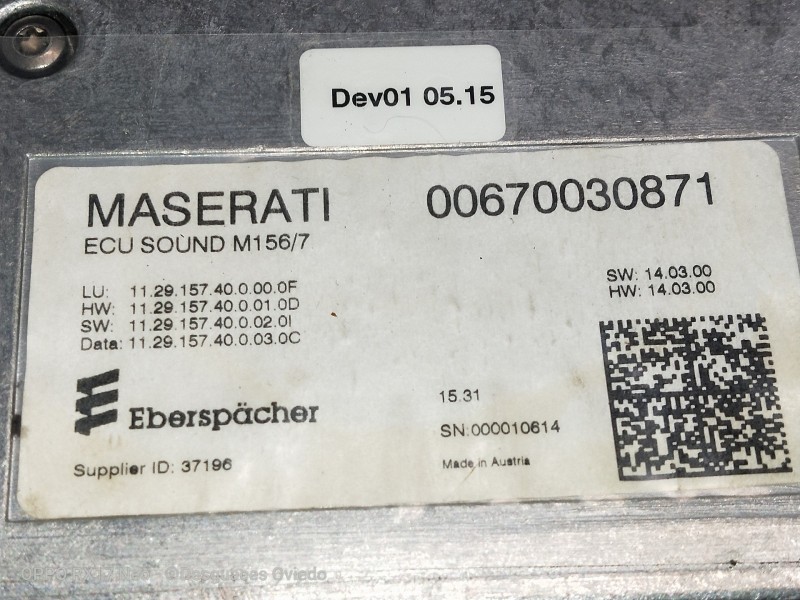 Dev01 05.15
MASERATI 00670030871
ECU SOUND M156/7
SW: 14.03.00
HW: 14.03.00
LU: 11.29.157.40.0.00.0F
HW: 11.29.157.40.0.01.0D
SW: 11.29.157.40.0.02.0I
Data: 11.29.157.40.0.03.0C
Eberspächer
15.31
SN:000010614
Supplier ID: 37196
Made in Austria
Oviedo